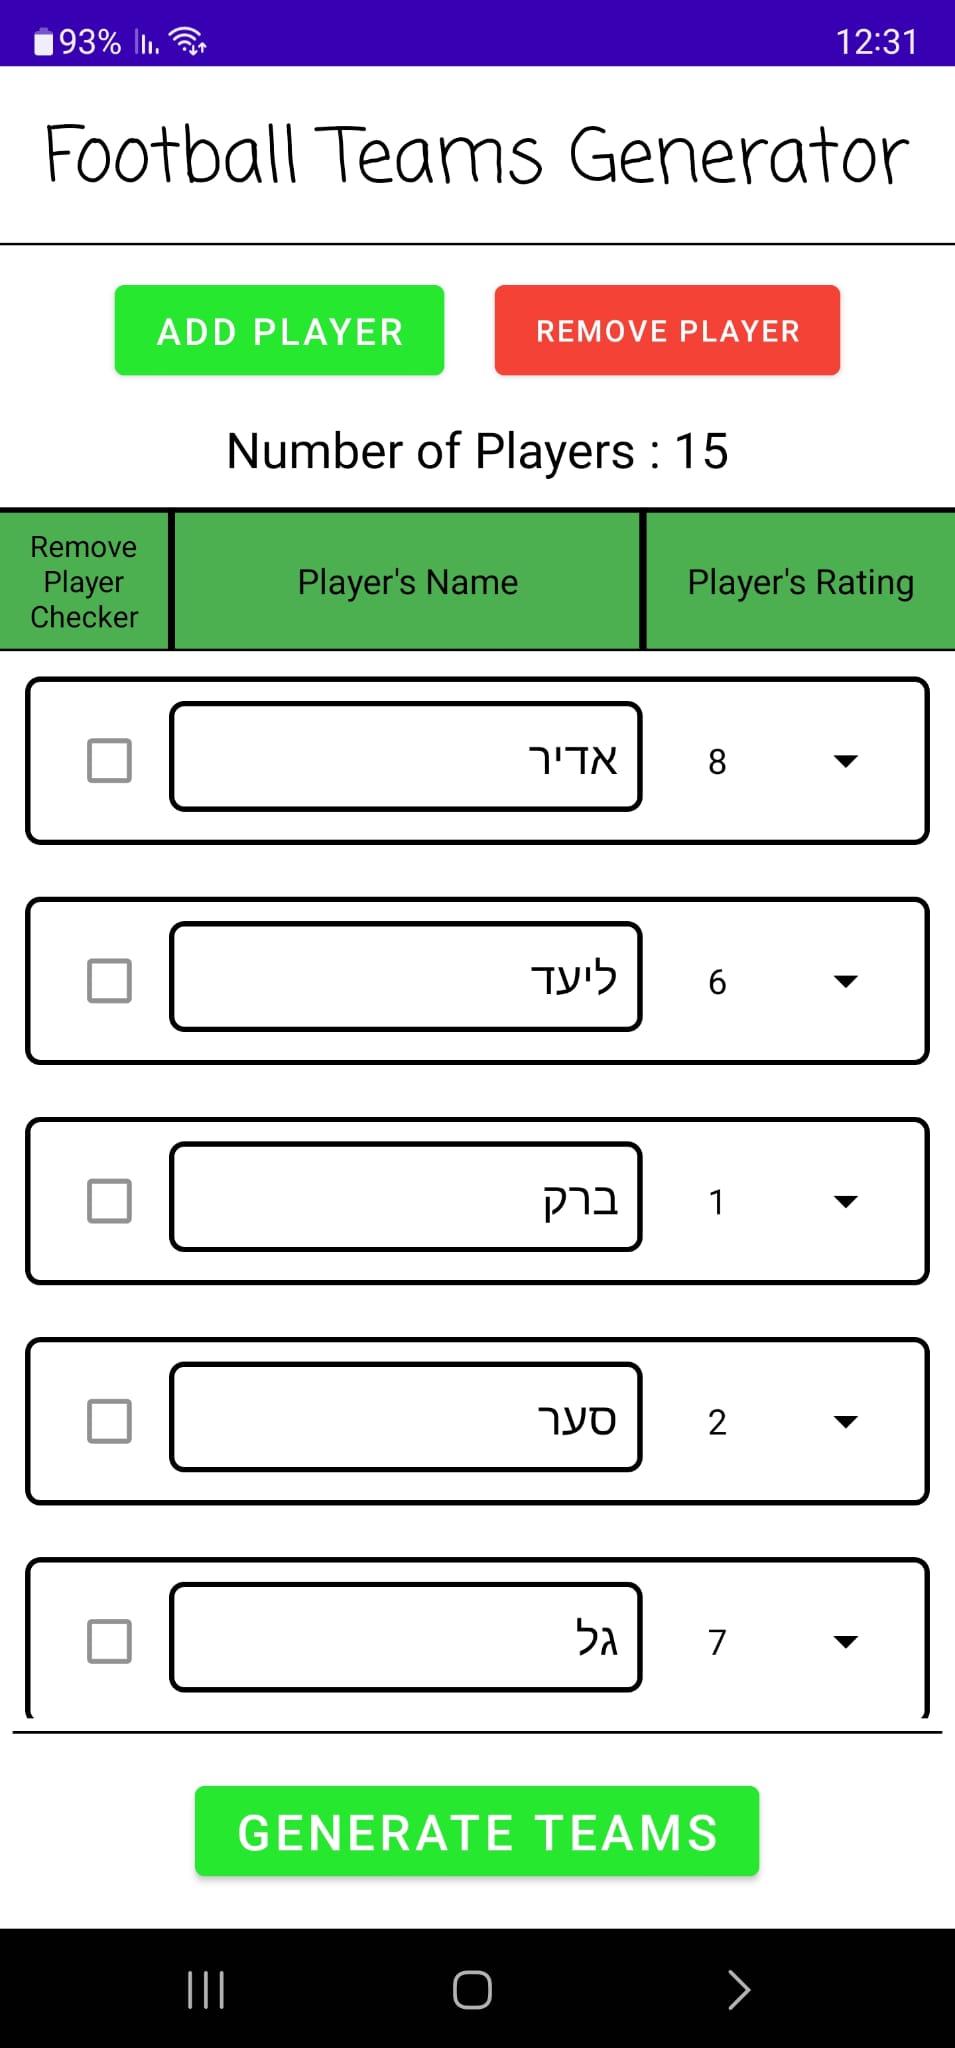 93% 12:31
Football Teams Generator
ADD PLAYER REMOVE PLAYER
Number of Players : 15
Remove
Player
Checker
Player's Name
Player's Rating
אדיר 8
ליעד 6
ברק 1
סער 2
גל 7
GENERATE TEAMS